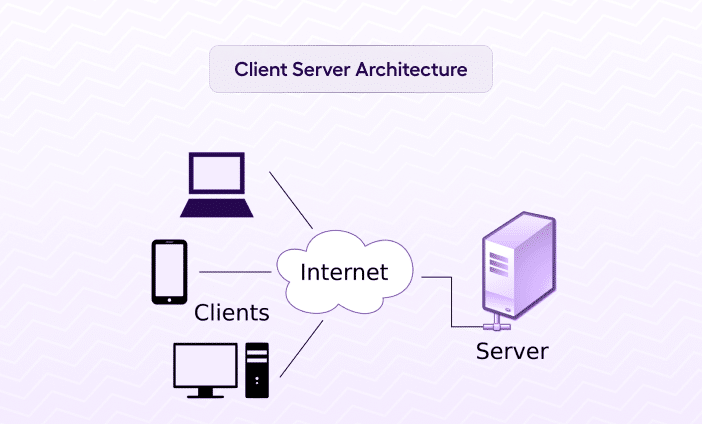 Client Server Architecture
Internet
Clients
Server